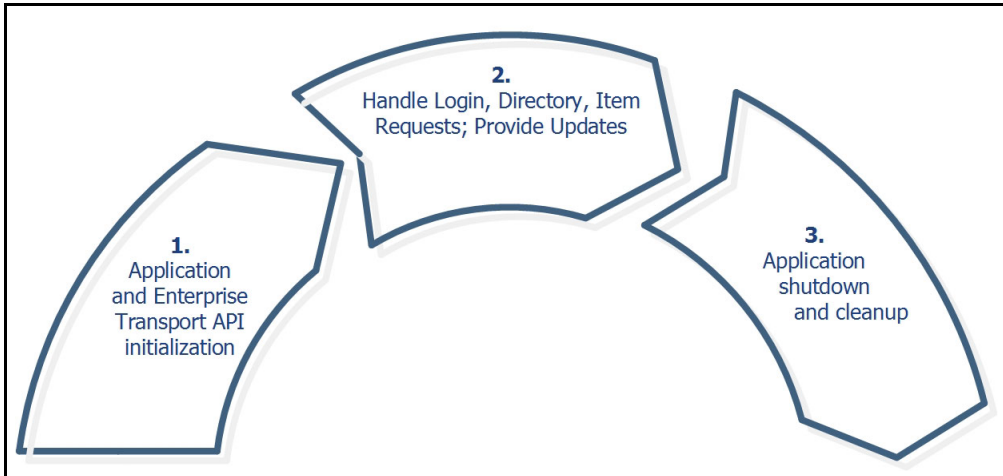 1.
Application
and Enterprise
Transport API
initialization
2.
Handle Login, Directory, Item
Requests; Provide Updates
3.
Application
shutdown
and cleanup